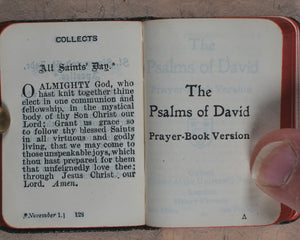 COLLECTS
All Saints' Day.*
O ALMIGHTY God, who
hast knit together thine
elect in one communion and
fellowship, in the mystical
body of thy Son Christ our
Lord; Grant us grace so
to follow thy blessed Saints
in all virtuous and godly
living, that we may come to
those unspeakable joys, which
thou hast prepared for them
that unfeignedly love thee;
through Jesus Christ our
Lord. Amen.
* November 1.
128
The
Psalms of David
Prayer-Book Version
A